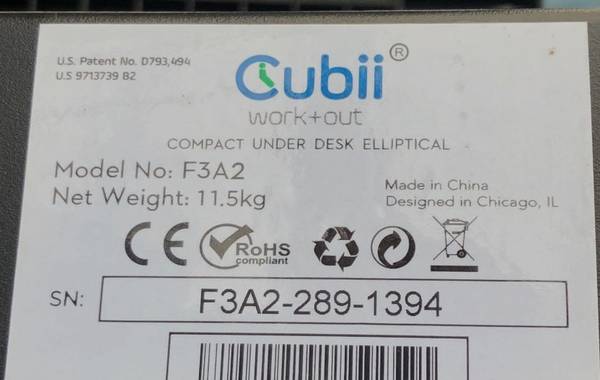 U.S. Patent No. D793,494
U.S 9713739 B2
Cubii®
work+out
COMPACT UNDER DESK ELLIPTICAL
Model No: F3A2
Net Weight: 11.5kg
Made in China
Designed in Chicago, IL
CE
RoHS
compliant
SN: F3A2-289-1394